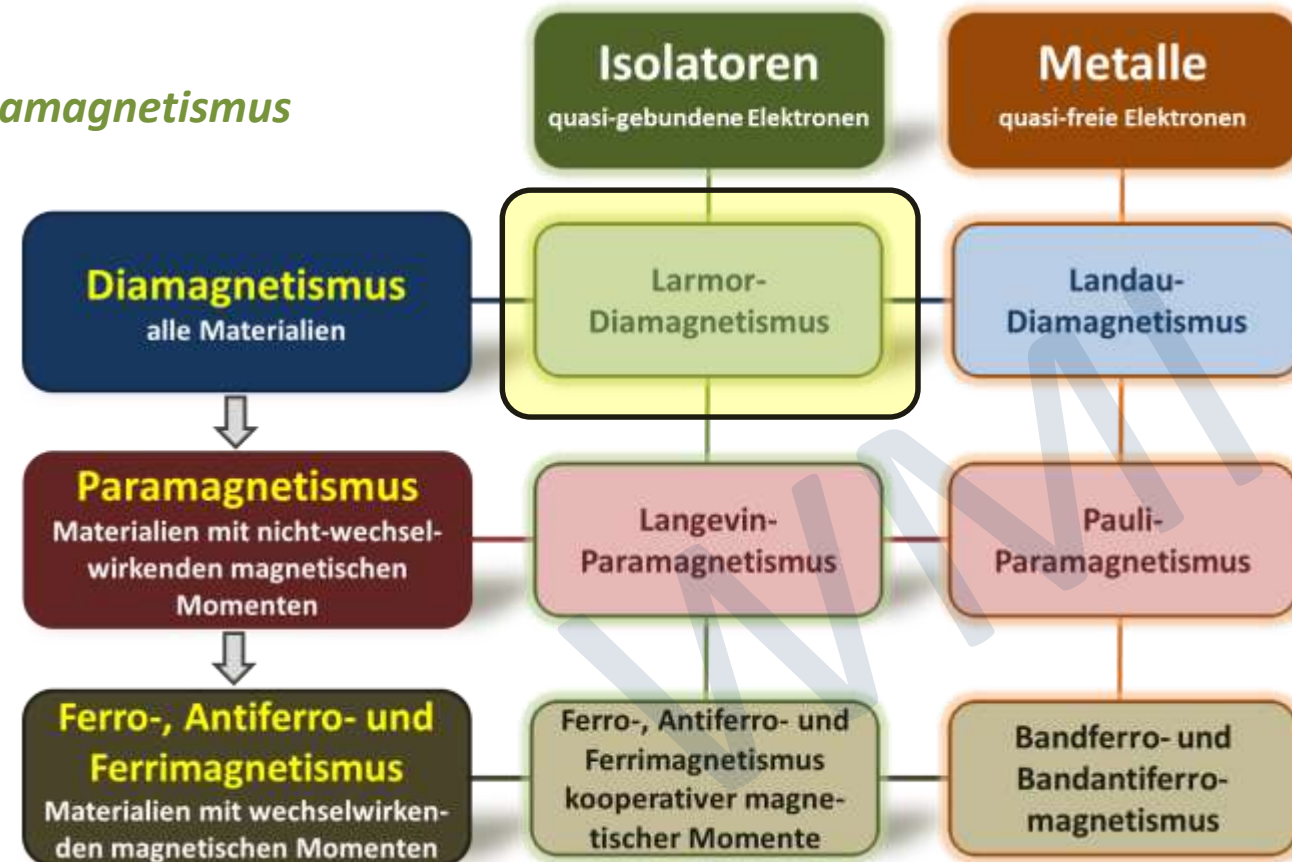 amagnetismus
Isolatoren
quasi-gebundene Elektronen
Metalle
quasi-freie Elektronen
Diamagnetismus
alle Materialien
Larmor-
Diamagnetismus
Landau-
Diamagnetismus
Paramagnetismus
Materialien mit nicht-wechsel-
wirkenden magnetischen
Momenten
Langevin-
Paramagnetismus
Pauli-
Paramagnetismus
Ferro-, Antiferro- und
Ferrimagnetismus
Materialien mit wechselwirken-
den magnetischen Momenten
Ferro-, Antiferro- und
Ferrimagnetismus
kooperativer magne-
tischer Momente
Bandferro- und
Bandantiferro-
magnetismus
WMI